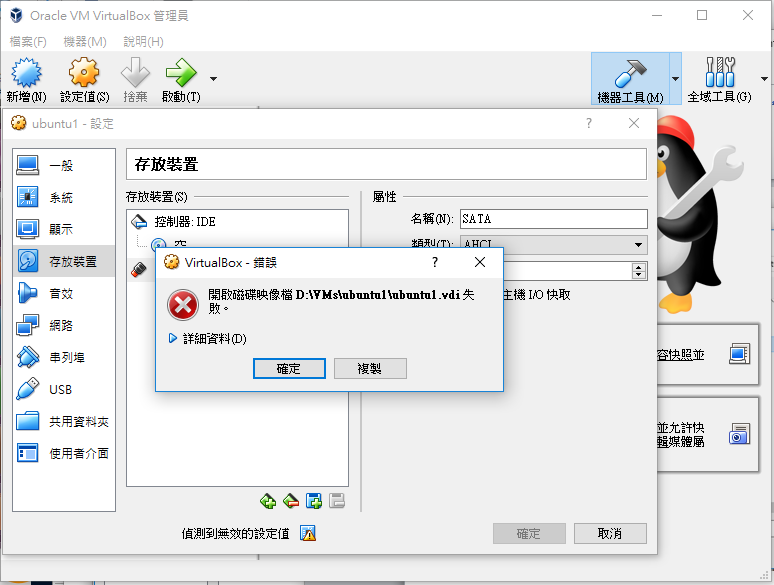 Oracle VM VirtualBox 管理員
檔案(F) 機器(M) 說明(H)
新增(N) 設定值(S) 捨棄 啟動(T) 機器工具(M) 全域工具(G)
ubuntu1 - 設定
?
一般
系統
顯示
存放裝置
音效
網路
串列埠
USB
共用資料夾
使用者介面
存放裝置
存放裝置(S)
控制器: IDE
空
屬性
名稱(N): SATA
類型(T): AHCI
主機 I/O 快取
VirtualBox - 錯誤
?
開啟磁碟映像檔 D:\VMs\ubuntu1\ubuntu1.vdi 失
敗。
詳細資料(D)
確定 複製
容快照並
並允許快
輯媒體屬
偵測到無效的設定值
確定 取消